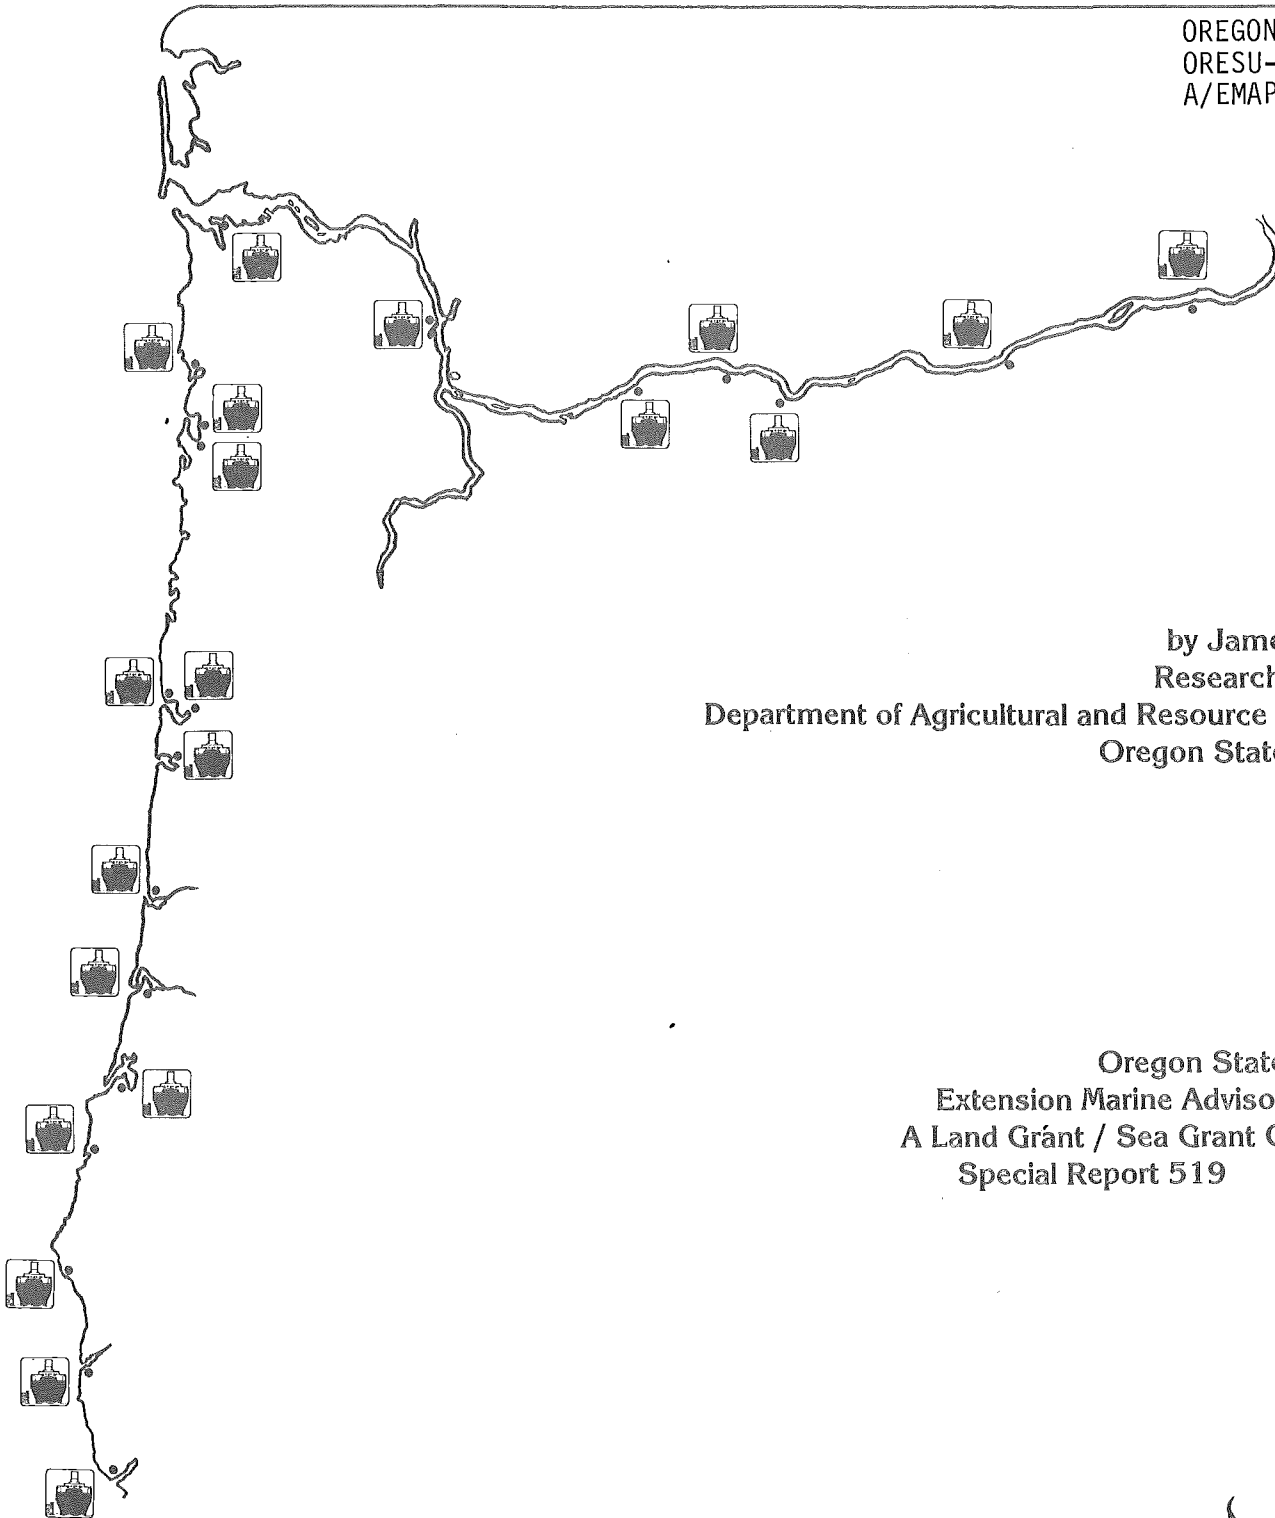 OREGON
ORESU-
A/EMAP
by Jame
Research
Department of Agricultural and Resource
Oregon State
Oregon State
Extension Marine Adviso
A Land Gránt / Sea Grant C
Special Report 519